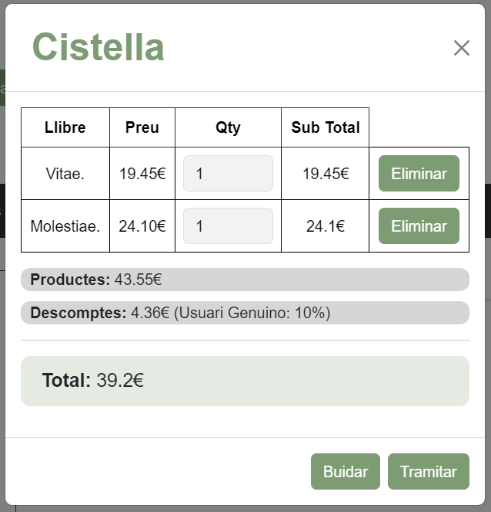 Cistella
Llibre Preu Qty Sub Total
Vitae. 19.45€ 1 19.45€ Eliminar
Molestiae. 24.10€ 1 24.1€ Eliminar
Productes: 43.55€
Descomptes: 4.36€ (Usuari Genuino: 10%)
Total: 39.2€
Buidar Tramitar